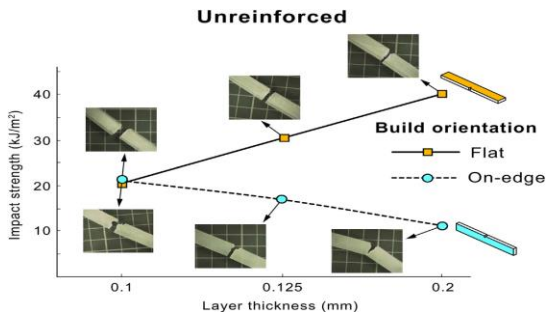 Unreinforced
Impact strength (kJ/m²)
40
30
20
10
Build orientation
Flat
On-edge
0.1
0.125
0.2
Layer thickness (mm)